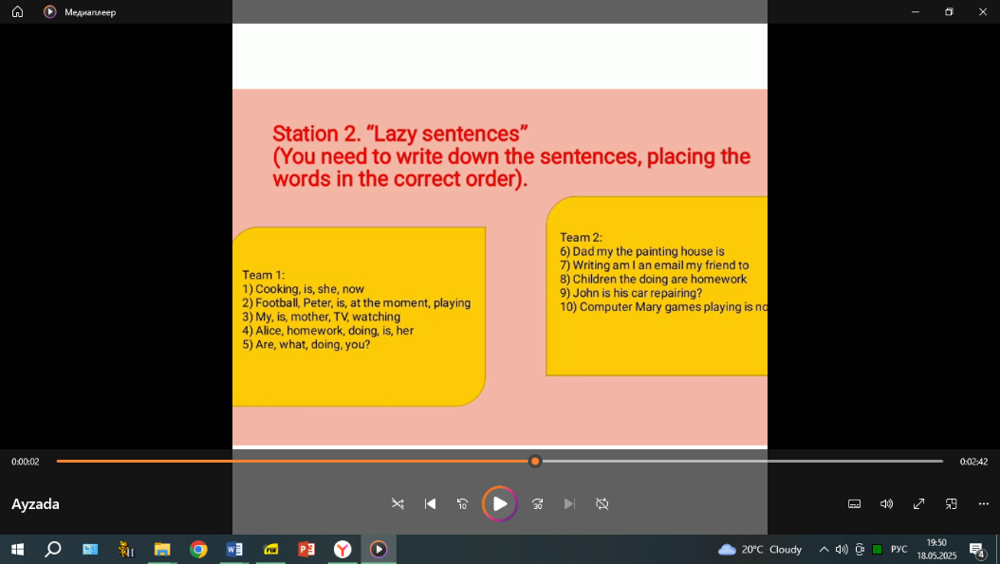 Медиаплеер
Station 2. “Lazy sentences”
(You need to write down the sentences, placing the
words in the correct order).
Team 1:
1) Cooking, is, she, now
2) Football, Peter, is, at the moment, playing
3) My, is, mother, TV, watching
4) Alice, homework, doing, is, her
5) Are, what, doing, you?
Team 2:
6) Dad my the painting house is
7) Writing am I an email my friend to
8) Children the doing are homework
9) John is his car repairing?
10) Computer Mary games playing is no
0:00:02
0:02:42
Ayzada
10
30
20°C Cloudy
РУС
19:50
18.05.2025
4